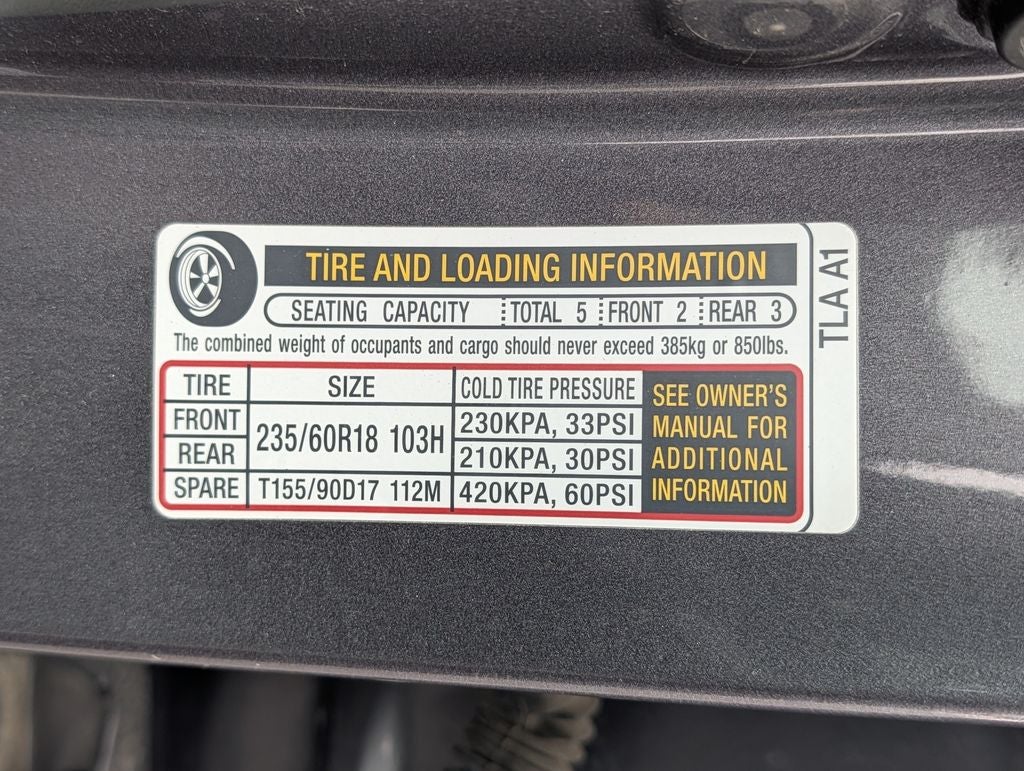 TIRE AND LOADING INFORMATION
SEATING CAPACITY TOTAL 5 FRONT 2 REAR 3
The combined weight of occupants and cargo should never exceed 385kg or 850lbs.
TIRE SIZE COLD TIRE PRESSURE
FRONT 235/60R18 103H 230KPA, 33PSI
REAR 210KPA, 30PSI
SPARE T155/90D17 112M 420KPA, 60PSI
SEE OWNER'S
MANUAL FOR
ADDITIONAL
INFORMATION
TLA A1